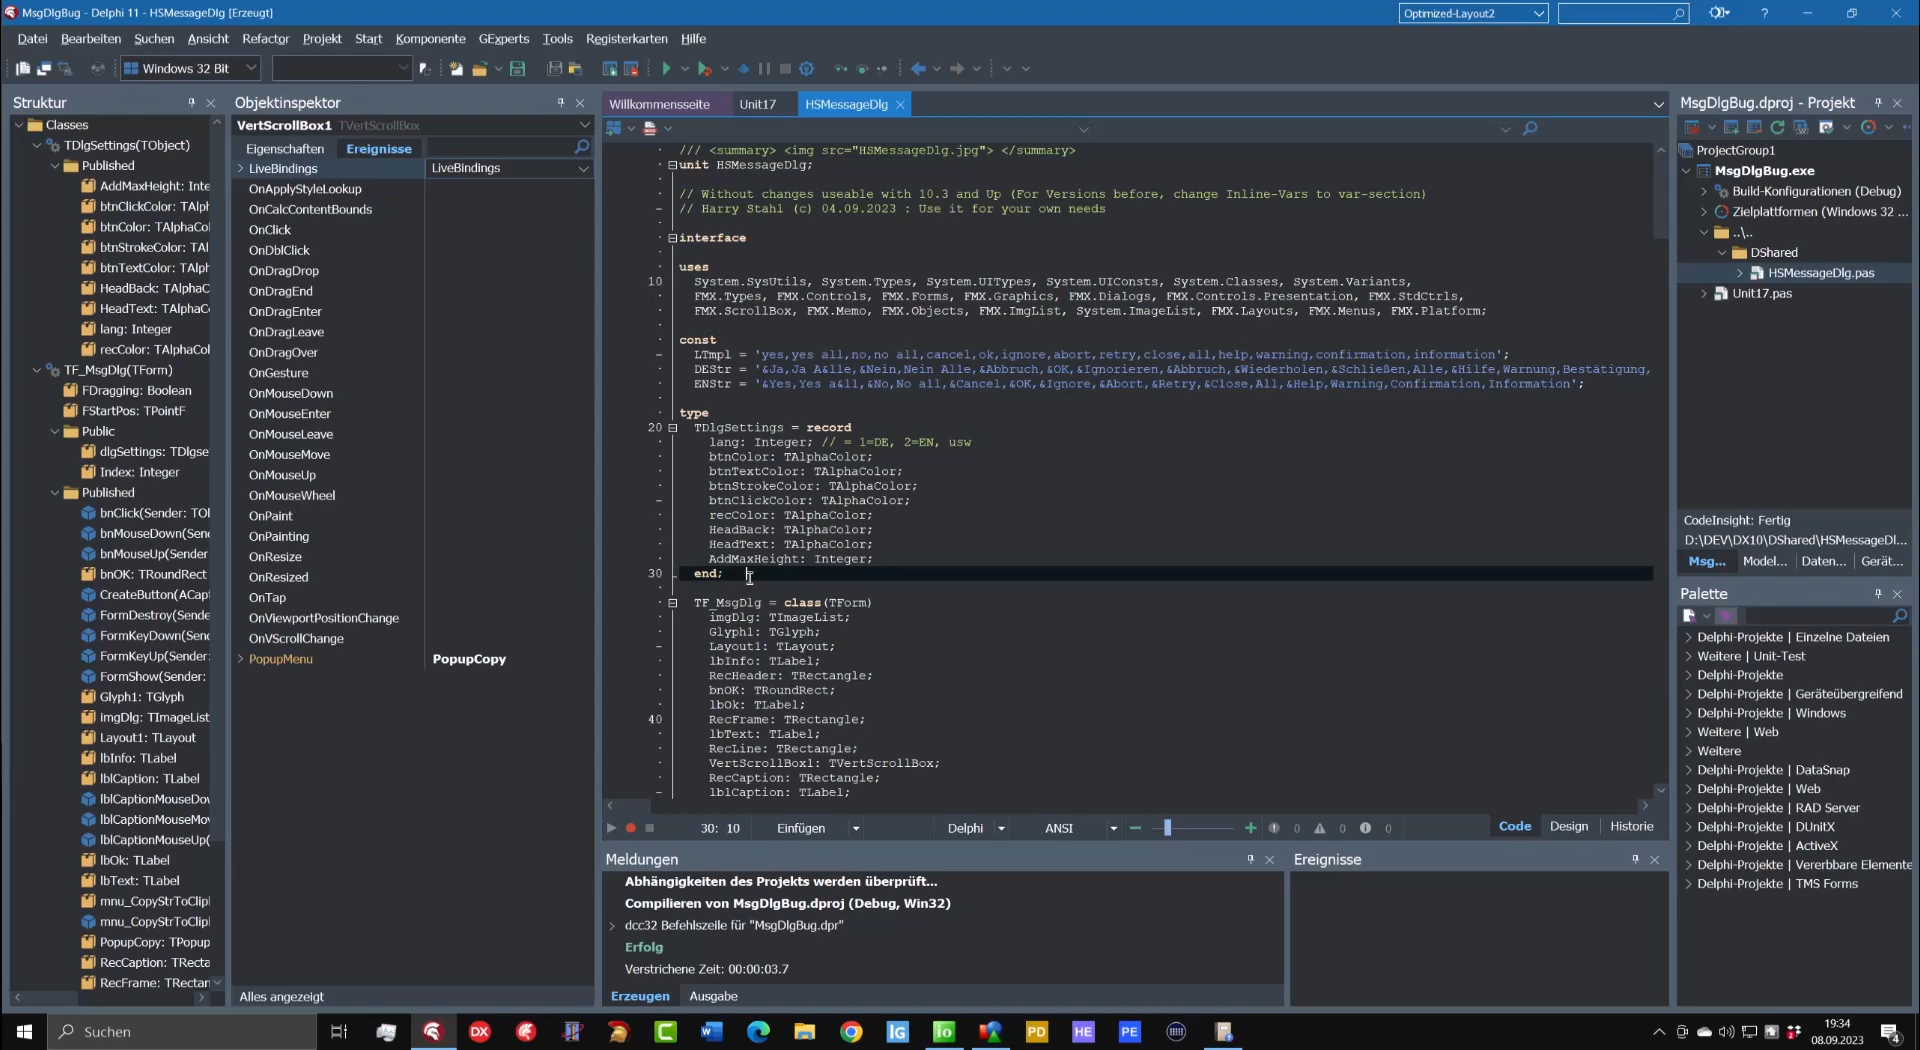 MsgDlgBug - Delphi 11 - HSMessageDlg [Erzeugt]
Optimized-Layout2
Datei Bearbeiten Suchen Ansicht Refactor Projekt Start Komponente GExperts Tools Registerkarten Hilfe
Windows 32 Bit
Struktur
Classes
TDlgSettings(TObject)
Published
AddMaxHeight: Inte
btnClickColor: TAlph
btnColor: TAlphaCol
btnStrokeColor: TAl
btnTextColor: TAlph
HeadBack: TAlphaC
HeadText: TAlphaCo
lang: Integer
recColor: TAlphaCol
TF_MsgDlg(TForm)
FDragging: Boolean
FStartPos: TPointF
Public
dlgSettings: TDlgse
Index: Integer
Published
bnClick(Sender: TOl
bnMouseDown(Sen
bnMouseUp(Sender
bnOK: TRoundRect
CreateButton(ACap
FormDestroy(Sende
FormKeyDown(Send
FormKeyUp(Sender:
FormShow(Sender:
Glyph1: TGlyph
imgDlg: TImageList
Layout1: TLayout
lbInfo: TLabel
lblCaption: TLabel
lblCaptionMouseDo
lblCaptionMouseMo
lblCaptionMouseUp(
lbOk: TLabel
lbText: TLabel
mnu_CopyStrToClipl
mnu_CopyStrToClipl
PopupCopy: TPopup
RecCaption: TRecta
RecFrame: TRectan
Objektinspektor
VertScrollBox1 TVertScrollBox
Eigenschaften Ereignisse
LiveBindings LiveBindings
OnApplyStyleLookup
OnCalcContentBounds
OnClick
OnDblClick
OnDragDrop
OnDragEnd
OnDragEnter
OnDragLeave
OnDragOver
OnGesture
OnMouseDown
OnMouseEnter
OnMouseLeave
OnMouseMove
OnMouseUp
OnMouseWheel
OnPaint
OnPainting
OnResize
OnResized
OnTap
OnViewportPositionChange
OnVScrollChange
PopupMenu PopupCopy
Alles angezeigt
Willkommensseite Unit17 HSMessageDlg
/// <summary> <img src="HSMessageDlg.jpg"> </summary>
unit HSMessageDlg;
// Without changes useable with 10.3 and Up (For Versions before, change Inline-Vars to var-section)
// Harry Stahl (c) 04.09.2023 : Use it for your own needs
interface
uses
10 System.SysUtils, System.Types, System.UITypes, System.UIConsts, System.Classes, System.Variants,
FMX.Types, FMX.Controls, FMX.Forms, FMX.Graphics, FMX.Dialogs, FMX.Controls.Presentation, FMX.StdCtrls,
FMX.ScrollBox, FMX.Memo, FMX.Objects, FMX.ImgList, System.ImageList, FMX.Layouts, FMX.Menus, FMX.Platform;
const
LTmpl = 'yes,yes all,no,no all,cancel,ok,ignore,abort,retry,close,all,help,warning,confirmation,information';
DEStr = '&Ja,Ja A&lle,&Nein,Nein Alle,&Abbruch,&OK,&Ignorieren,&Abbruch,&Wiederholen,&Schließen,Alle,&Hilfe,Warnung,Bestätigung,
ENStr = '&Yes,Yes a&ll,&No,No all,&Cancel,&OK,&Ignore,&Abort,&Retry,&Close,All,&Help,Warning,Confirmation,Information';
type
20 TDlgSettings = record
lang: Integer; // = 1=DE, 2=EN, usw
btnColor: TAlphaColor;
btnTextColor: TAlphaColor;
btnStrokeColor: TAlphaColor;
btnClickColor: TAlphaColor;
recColor: TAlphaColor;
HeadBack: TAlphaColor;
HeadText: TAlphaColor;
AddMaxHeight: Integer;
30 end;
TF_MsgDlg = class(TForm)
imgDlg: TImageList;
Glyph1: TGlyph;
Layout1: TLayout;
lbInfo: TLabel;
RecHeader: TRectangle;
bnOK: TRoundRect;
lbOk: TLabel;
40 RecFrame: TRectangle;
lbText: TLabel;
RecLine: TRectangle;
VertScrollBox1: TVertScrollBox;
RecCaption: TRectangle;
lblCaption: TLabel;
30: 10 Einfügen Delphi ANSI 0 0 0 Code Design Historie
Meldungen
Abhängigkeiten des Projekts werden überprüft...
Compilieren von MsgDlgBug.dproj (Debug, Win32)
dcc32 Befehlszeile für "MsgDlgBug.dpr"
Erfolg
Verstrichene Zeit: 00:00:03.7
Erzeugen Ausgabe
Ereignisse
MsgDlgBug.dproj - Projekt
ProjectGroup1
MsgDlgBug.exe
Build-Konfigurationen (Debug)
Zielplattformen (Windows 32 ...
..\..
DShared
HSMessageDlg.pas
Unit17.pas
CodeInsight: Fertig
D:\DEV\DX10\DShared\HSMessageDl...
Msg... Model... Daten... Gerät...
Palette
Delphi-Projekte | Einzelne Dateien
Weitere | Unit-Test
Delphi-Projekte
Delphi-Projekte | Geräteübergreifend
Delphi-Projekte | Windows
Weitere | Web
Weitere
Delphi-Projekte | DataSnap
Delphi-Projekte | Web
Delphi-Projekte | RAD Server
Delphi-Projekte | DUnitX
Delphi-Projekte | ActiveX
Delphi-Projekte | Vererbbare Elemente
Delphi-Projekte | TMS Forms
Suchen
DX
IG
io
PD
HE
PE
19:34
08.09.2023
4